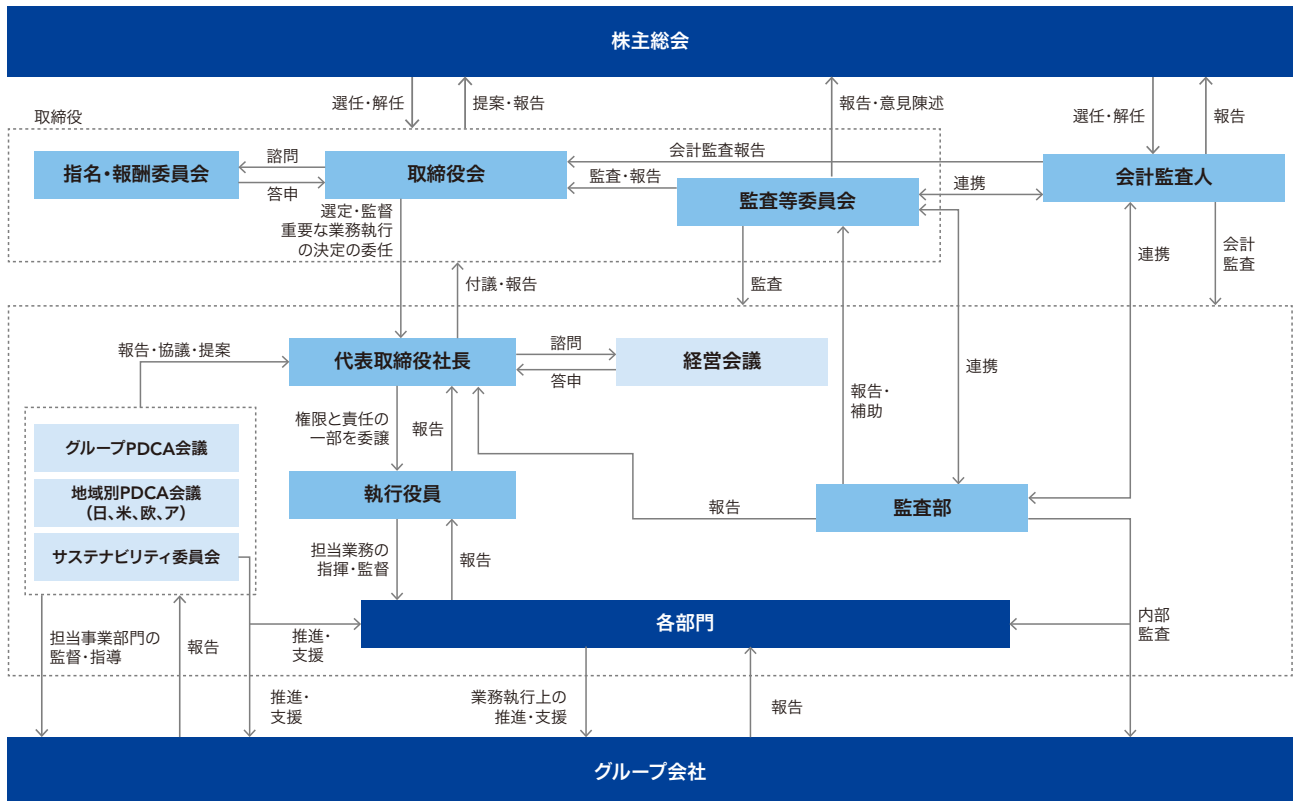 株主総会
選任・解任
提案・報告
報告・意見陳述
選任・解任
報告
取締役
指名・報酬委員会
諮問
答申
取締役会
会計監査報告
監査・報告
監査等委員会
連携
会計監査人
選定・監督
重要な業務執行
の決定の委任
付議・報告
監査
連携
会計
監査
報告・協議・提案
代表取締役社長
諮問
答申
経営会議
報告・
補助
連携
権限と責任の
一部を委譲
報告
グループPDCA会議
地域別PDCA会議
(日、米、欧、ア)
サステナビリティ委員会
執行役員
報告
監査部
担当業務の
指揮・監督
報告
各部門
推進・
支援
内部
監査
担当事業部門の
監督・指導
報告
推進・
支援
業務執行上の
推進・支援
報告
グループ会社